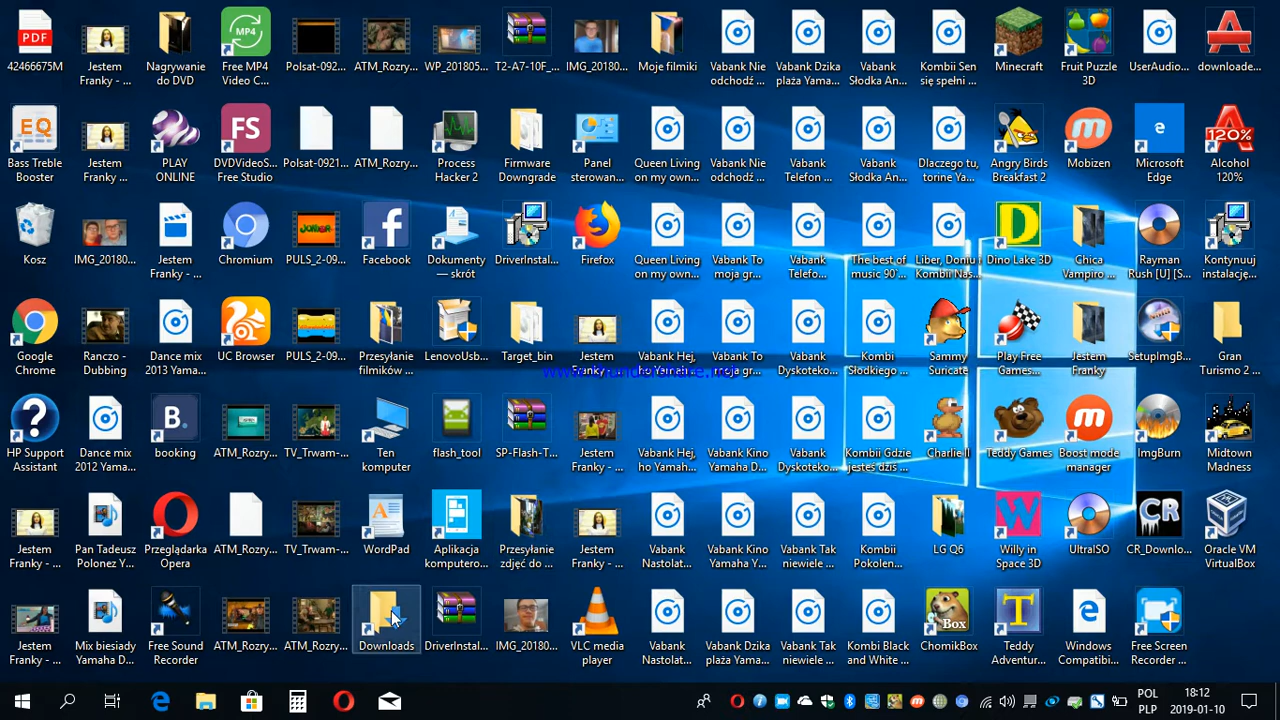 42466675M
Jestem Franky - ...
Nagrywanie do DVD
Free MP4 Video C...
Polsat-092...
ATM_Rozry...
WP_201805...
T2-A7-10F_...
IMG_20180...
Moje filmiki
Vabank Nie odchodź ...
Vabank Dzika plaża Yama...
Vabank Słodka An...
Kombii Sen się spełni ...
Minecraft
Fruit Puzzle 3D
UserAudio...
downloade...
Bass Treble Booster
Jestem Franky - ...
PLAY ONLINE
DVDVideoS... Free Studio
Polsat-0921...
ATM_Rozry...
Process Hacker 2
Firmware Downgrade
Panel sterowan...
Queen Living on my own...
Vabank Nie odchodź ...
Vabank Telefon ...
Vabank Słodka An...
Dlaczego tu, torine Ya...
Angry Birds Breakfast 2
Mobizen
Microsoft Edge
Alcohol 120%
Kosz
IMG_20180...
Jestem Franky - ...
Chromium
PULS_2-09...
Facebook
Dokumenty — skrót
DriverInstal...
Firefox
Queen Living on my own...
Vabank To moja gr...
Vabank Telefo...
The best of music 90`...
Liber, Doniu i Kombii Nas...
Dino Lake 3D
Chica Vampiro ...
Rayman Rush [U] [S...
Kontynuuj instalację...
Google Chrome
Ranczo - Dubbing
Dance mix 2013 Yama...
UC Browser
PULS_2-09...
Przesyłanie filmików ...
LenovoUsb...
Target_bin
Jestem Franky - ...
Vabank Hej, ho Yamah...
Vabank To moja gr...
Vabank Dyskoteko...
Kombi Słodkiego ...
Sammy Suricate
Play Free Games...
Jestem Franky
SetupImgB...
Gran Turismo 2 ...
HP Support Assistant
Dance mix 2012 Yama...
booking
ATM_Rozry...
TV_Trwam-...
Ten komputer
flash_tool
SP-Flash-T...
Jestem Franky - ...
Vabank Hej, ho Yamah...
Vabank Kino Yamaha D...
Vabank Dyskoteko...
Kombii Gdzie jesteś dziś ...
Charlie II
Teddy Games
Boost mode manager
ImgBurn
Midtown Madness
Jestem Franky - ...
Pan Tadeusz Polonez Y...
Przeglądarka Opera
ATM_Rozry...
TV_Trwam-...
WordPad
Aplikacja komputero...
Przesyłanie zdjęć do ...
Jestem Franky - ...
Vabank Nastolat...
Vabank Kino Yamaha Y...
Vabank Tak niewiele ...
Kombii Pokolen...
LG Q6
Willy in Space 3D
UltraISO
CR_Downlo...
Oracle VM VirtualBox
Jestem Franky - ...
Mix biesiady Yamaha D...
Free Sound Recorder
ATM_Rozry...
ATM_Rozry...
Downloads
DriverInstal...
IMG_20180...
VLC media player
Vabank Nastolat...
Vabank Dzika plaża Yama...
Vabank Tak niewiele ...
Kombi Black and White ...
ChomikBox
Teddy Adventur...
Windows Compatibi...
Free Screen Recorder ...
POL
PLP
18:12
2019-01-10